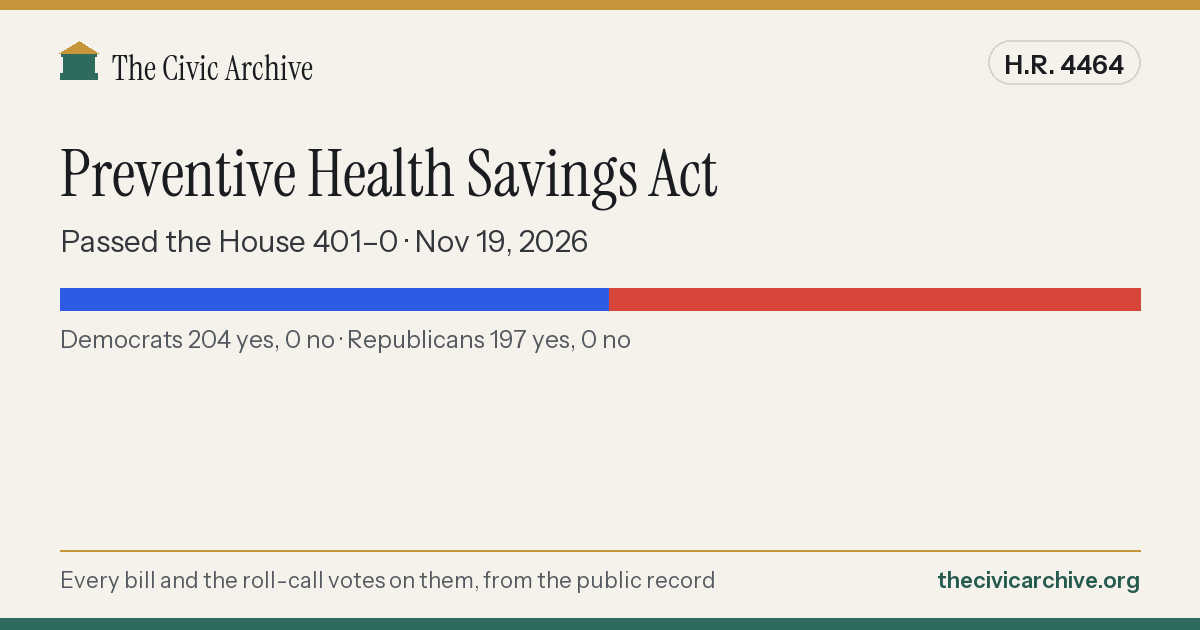 The Civic Archive
H.R. 4464
Preventive Health Savings Act
Passed the House 401–0 · Nov 19, 2026
Democrats 204 yes, 0 no · Republicans 197 yes, 0 no
Every bill and the roll-call votes on them, from the public record
thecivicarchive.org